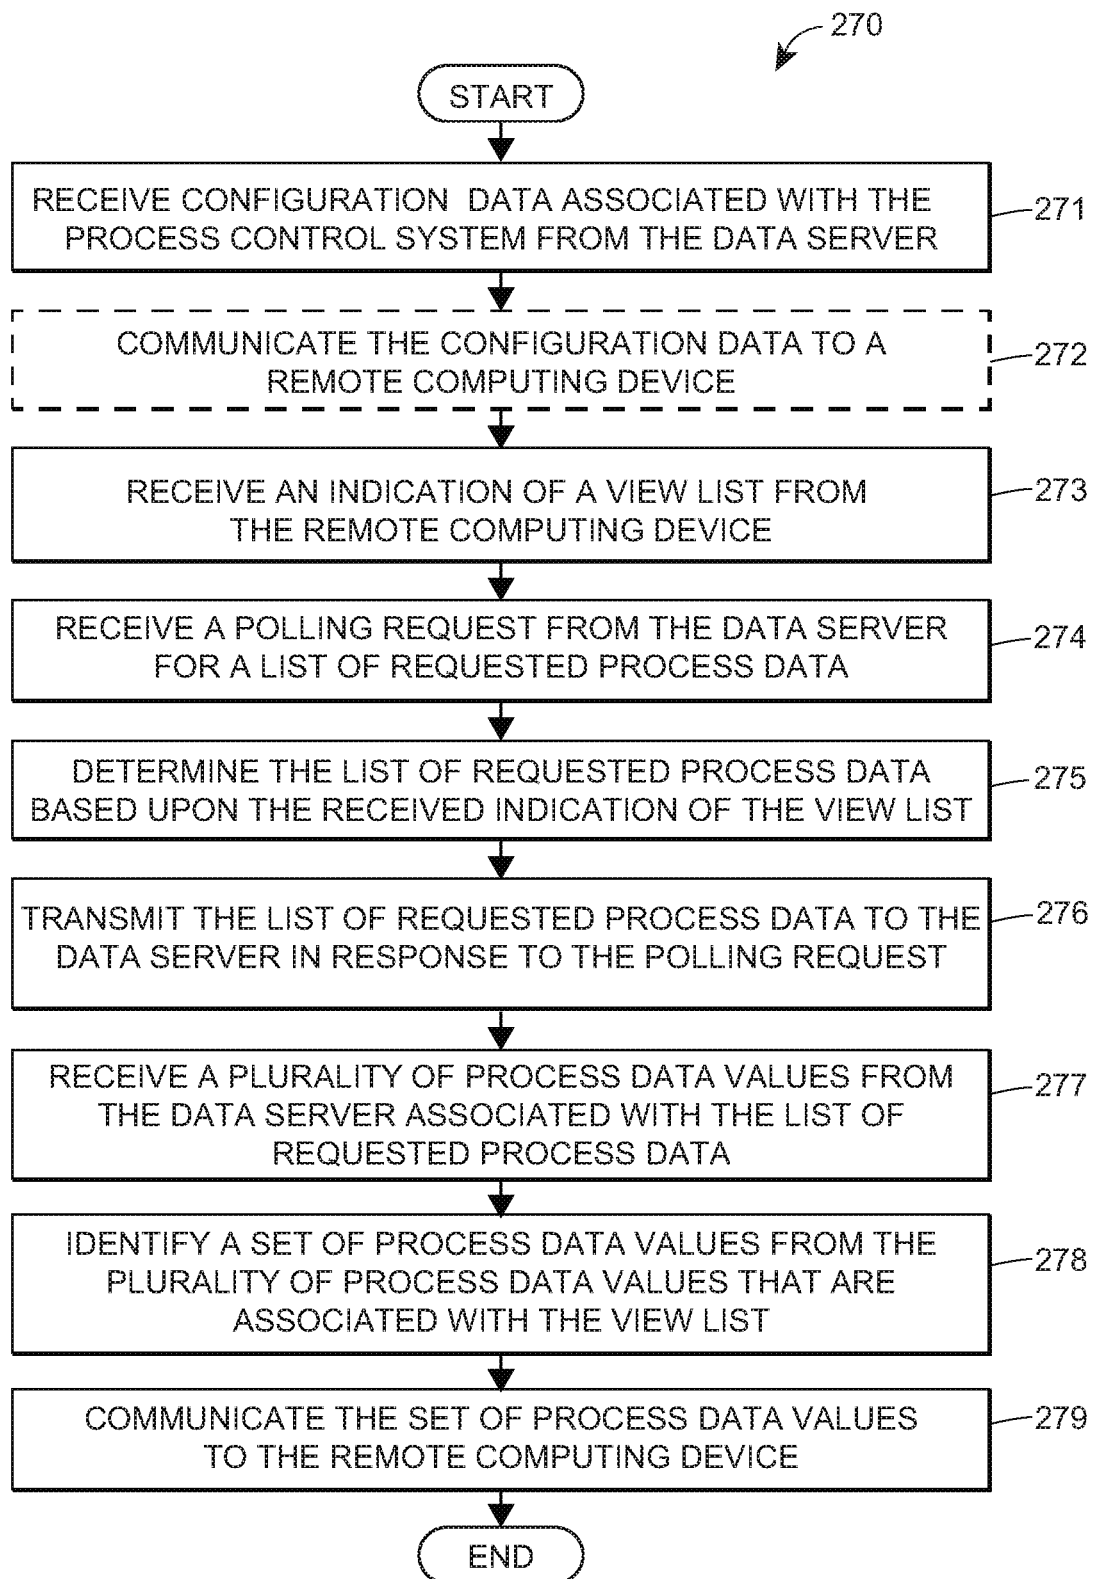 270
START
RECEIVE CONFIGURATION DATA ASSOCIATED WITH THE
PROCESS CONTROL SYSTEM FROM THE DATA SERVER
271
COMMUNICATE THE CONFIGURATION DATA TO A
REMOTE COMPUTING DEVICE
272
RECEIVE AN INDICATION OF A VIEW LIST FROM
THE REMOTE COMPUTING DEVICE
273
RECEIVE A POLLING REQUEST FROM THE DATA SERVER
FOR A LIST OF REQUESTED PROCESS DATA
274
DETERMINE THE LIST OF REQUESTED PROCESS DATA
BASED UPON THE RECEIVED INDICATION OF THE VIEW LIST
275
TRANSMIT THE LIST OF REQUESTED PROCESS DATA TO THE
DATA SERVER IN RESPONSE TO THE POLLING REQUEST
276
RECEIVE A PLURALITY OF PROCESS DATA VALUES FROM
THE DATA SERVER ASSOCIATED WITH THE LIST OF
REQUESTED PROCESS DATA
277
IDENTIFY A SET OF PROCESS DATA VALUES FROM THE
PLURALITY OF PROCESS DATA VALUES THAT ARE
ASSOCIATED WITH THE VIEW LIST
278
COMMUNICATE THE SET OF PROCESS DATA VALUES
TO THE REMOTE COMPUTING DEVICE
279
END